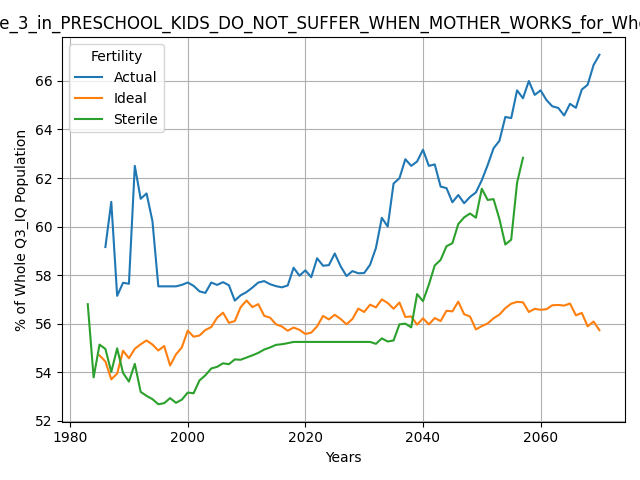 e_3_in_PRESCHOOL_KIDS_DO_NOT_SUFFER_WHEN_MOTHER_WORKS_for_Who
Fertility
Actual
Ideal
Sterile
% of Whole Q3_IQ Population
66
64
62
60
58
56
54
52
1980
2000
2020
2040
2060
Years